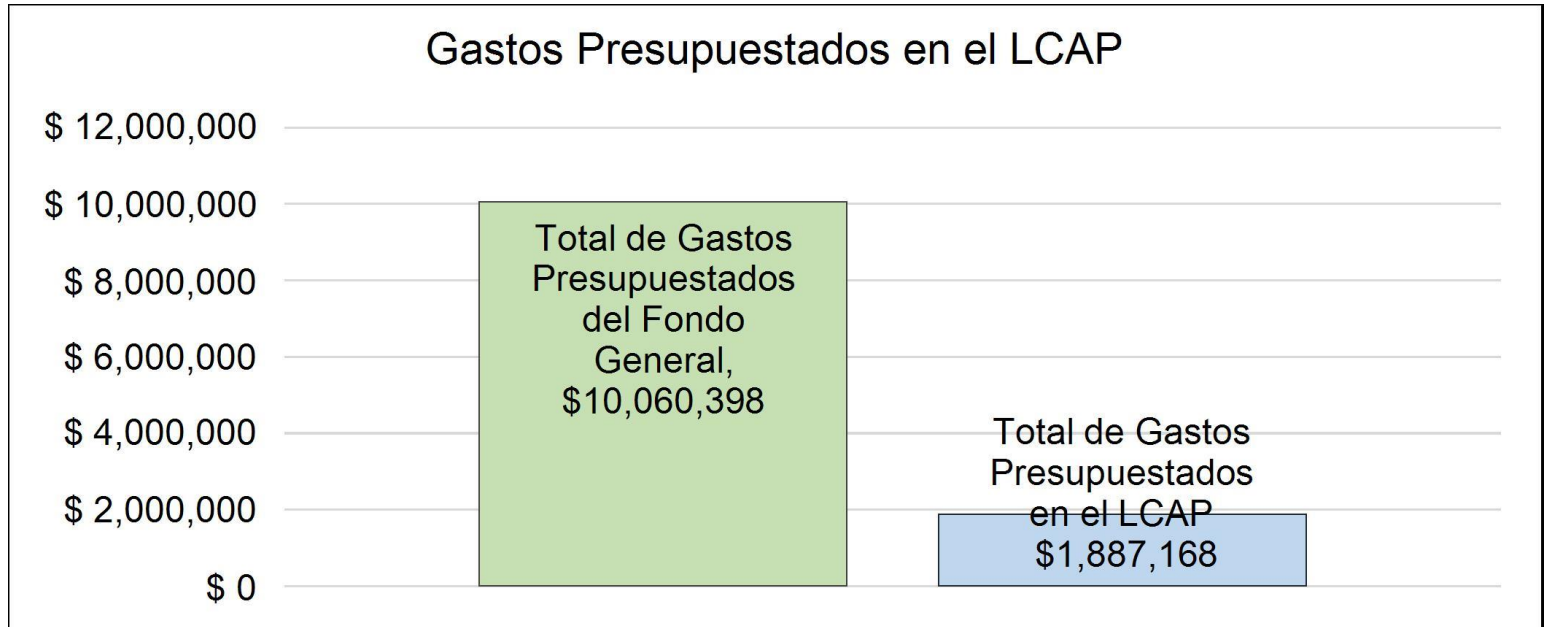 Gastos Presupuestados en el LCAP
$ 12,000,000
$ 10,000,000
$ 8,000,000
$ 6,000,000
$ 4,000,000
$ 2,000,000
$ 0
Total de Gastos
Presupuestados
del Fondo
General,
$10,060,398
Total de Gastos
Presupuestados
en el LCAP
$1,887,168